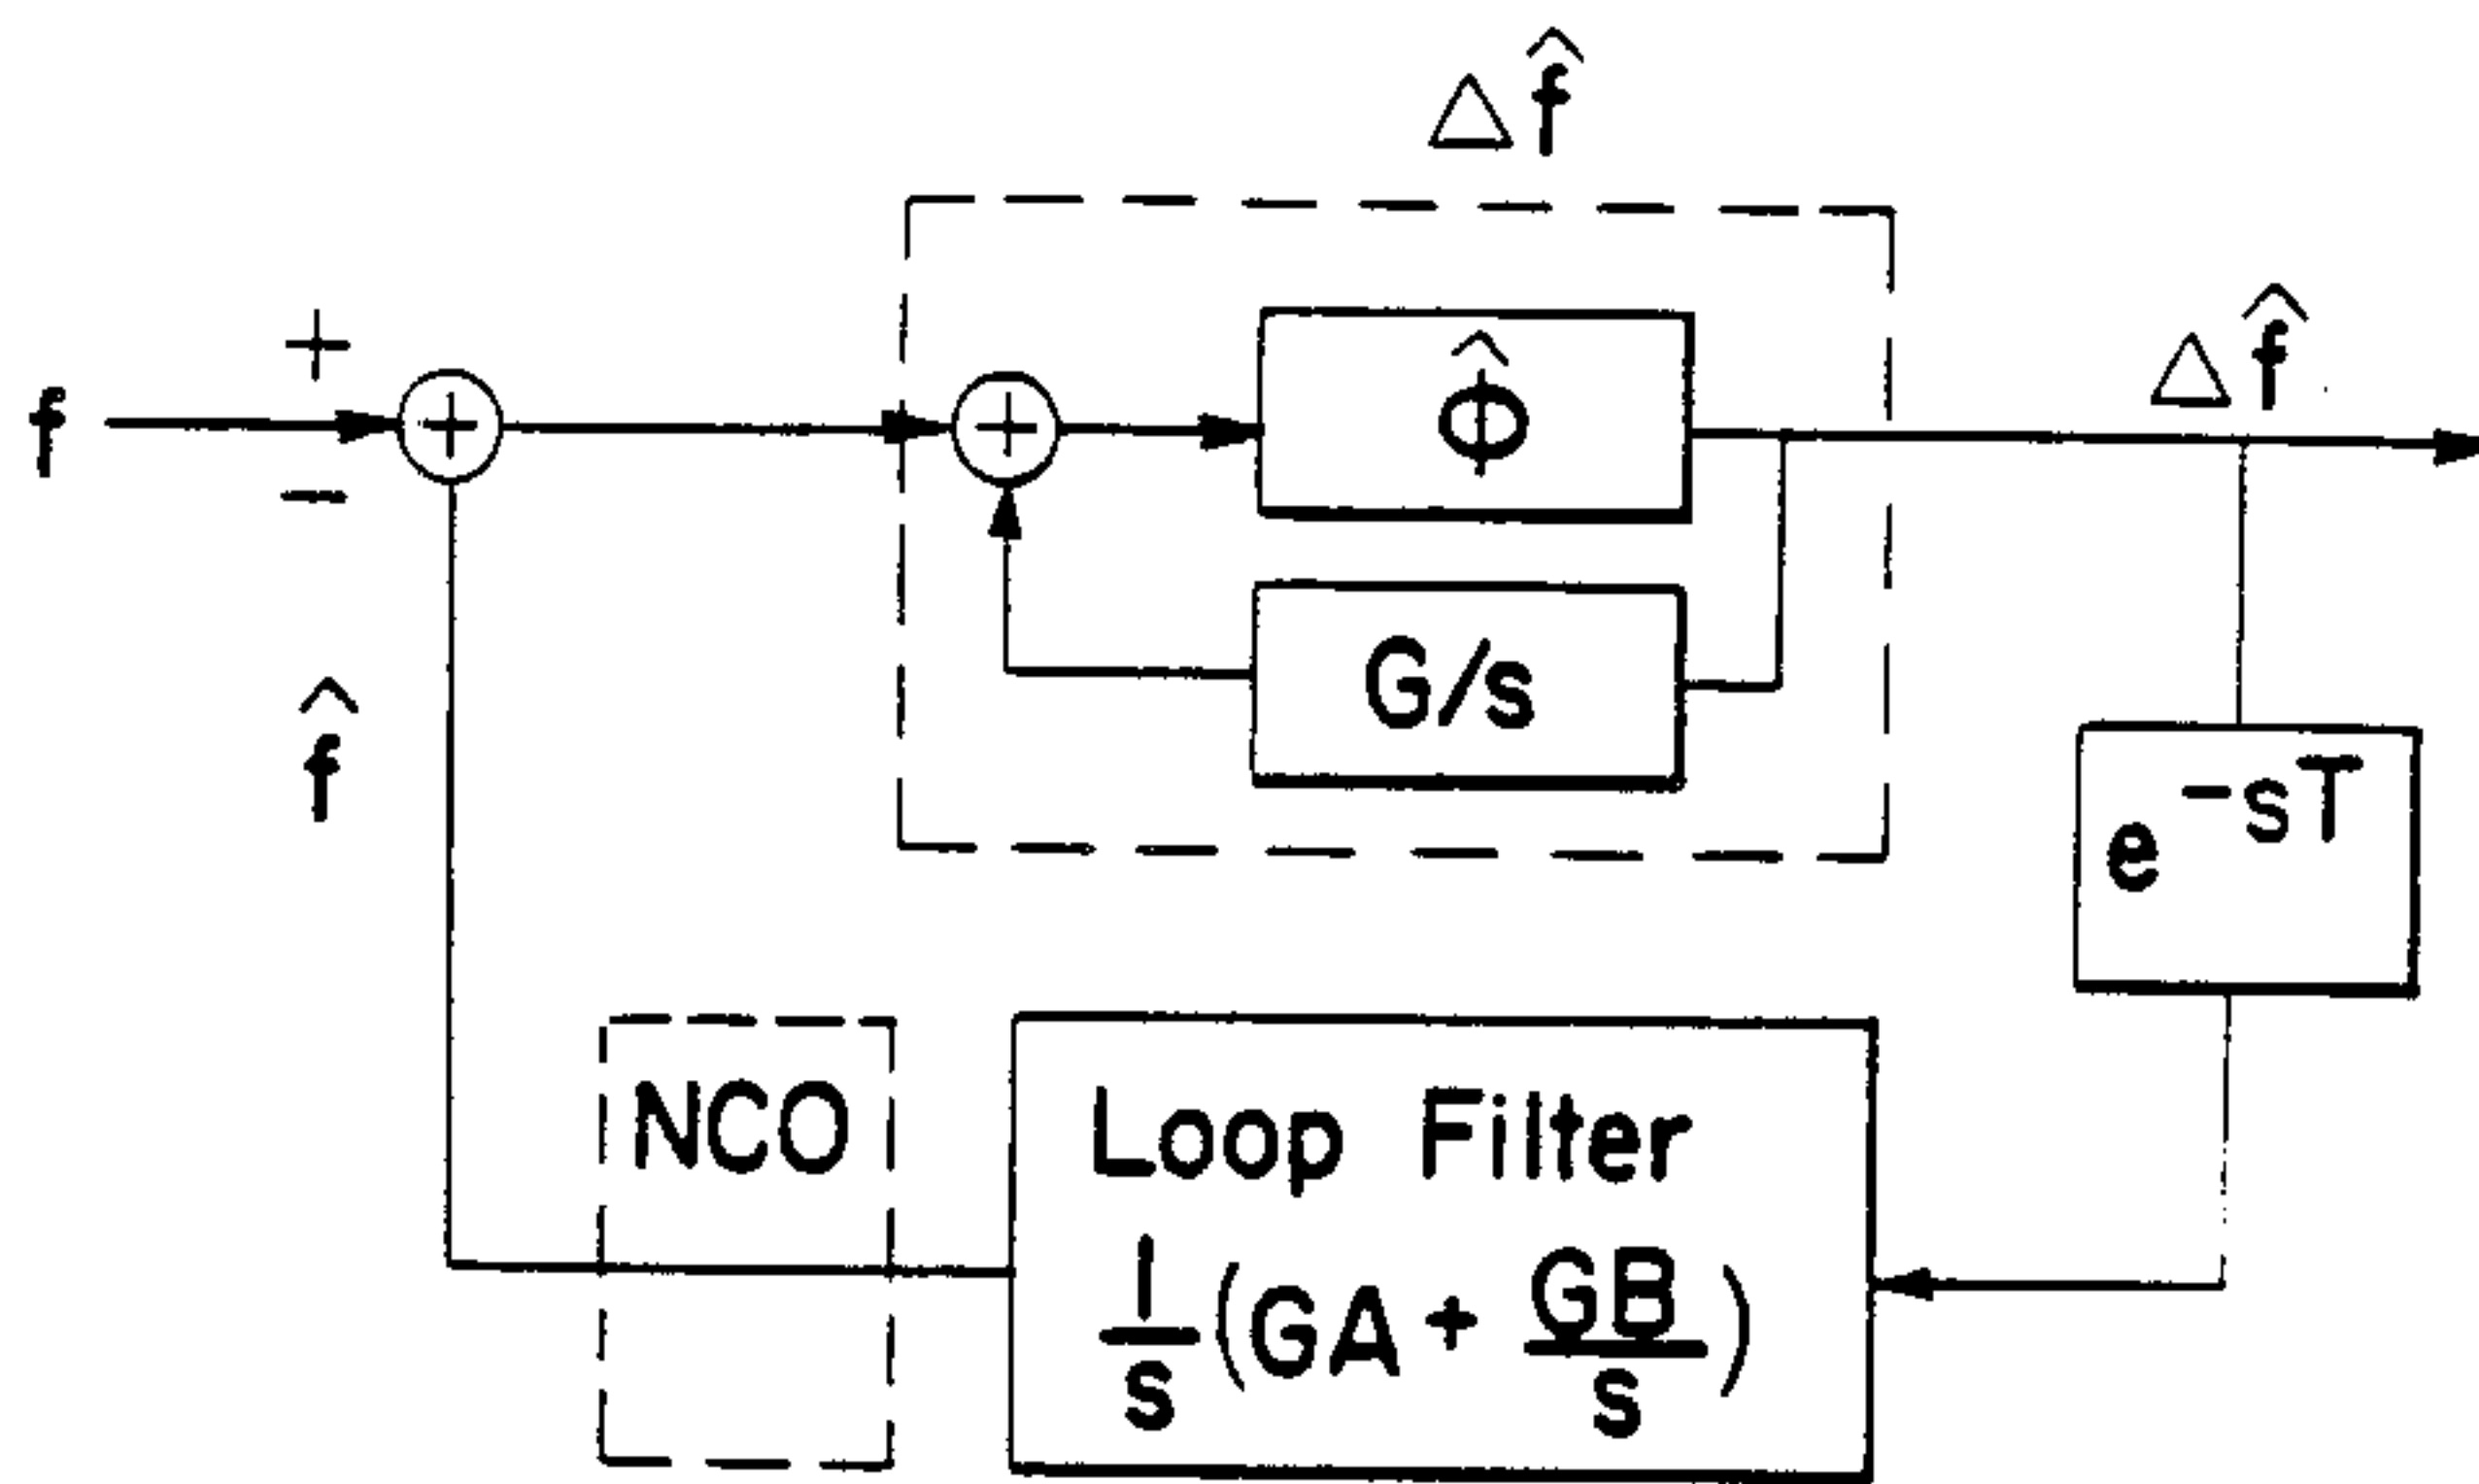 Δf̂
f
+
−
+
+
Φ̂
Δf̂
f̂
G/s
e^{-sT}
NCO
Loop Filter
1/s (GA + GB/s)